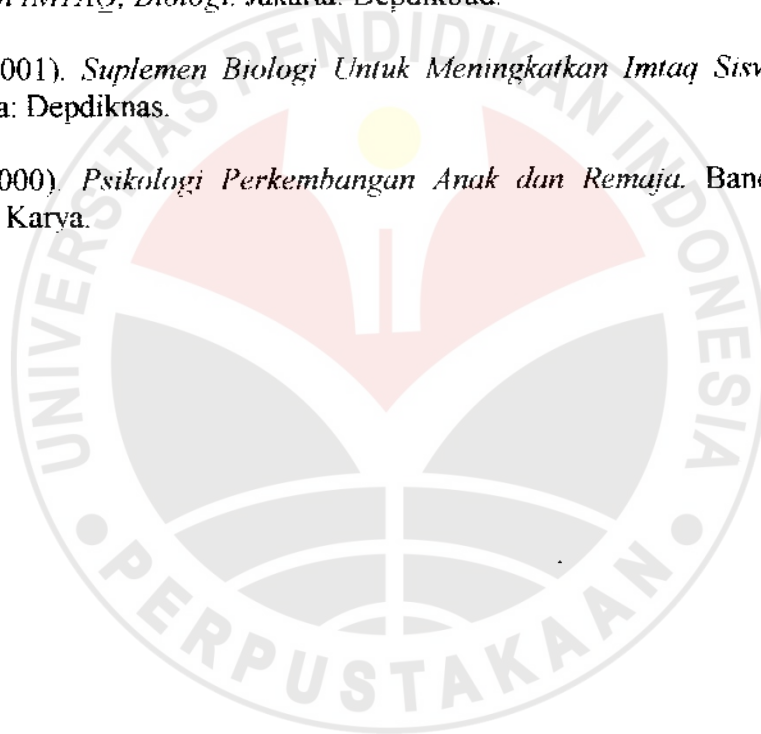 IMTAQ, Biologi. Jakarta: Depdikbud.
001). Suplemen Biologi Untuk Meningkatkan Imtaq Sisw
a: Depdiknas.
000). Psikologi Perkembangan Anak dan Remaja. Band
Karya.
UNIVERSITAS PENDIDIKAN INDONESIA
PERPUSTAKAAN